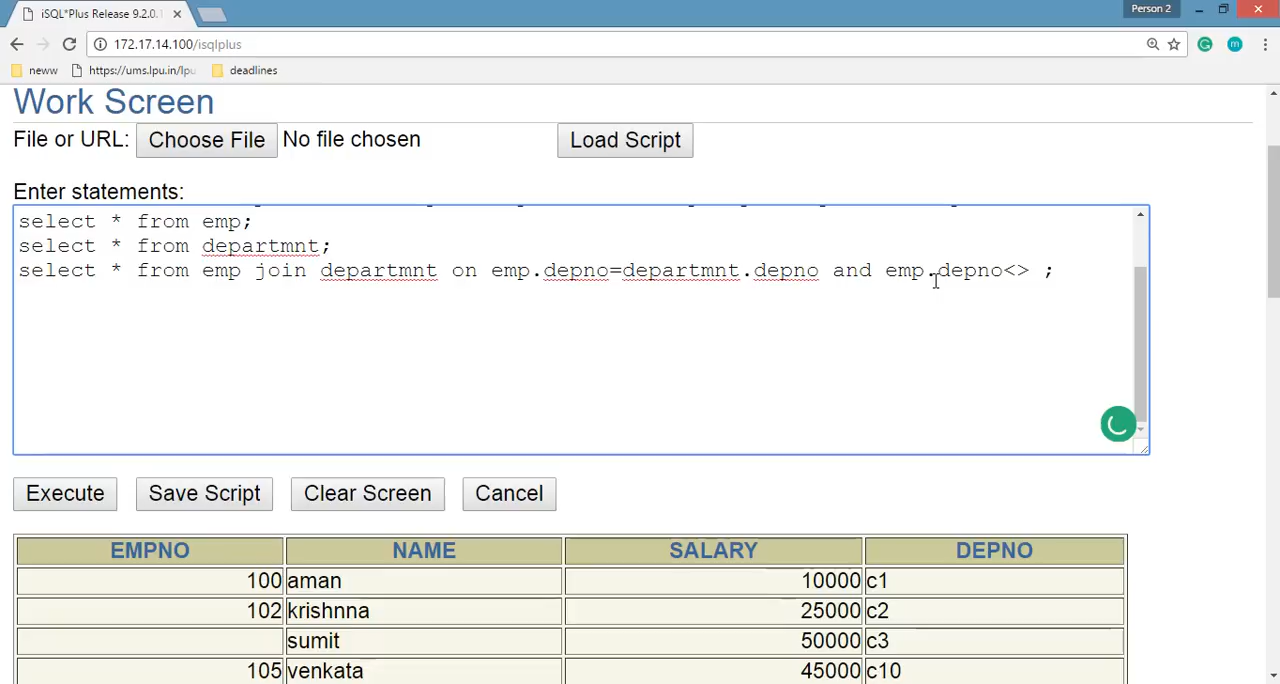 iSQL*Plus Release 9.2.0.1
Person 2
172.17.14.100/isqlplus
neww https://ums.lpu.in/lpu deadlines
Work Screen
File or URL: Choose File No file chosen Load Script
Enter statements:
select * from emp;
select * from departmnt;
select * from emp join departmnt on emp.depno=departmnt.depno and emp.depno<> ;
Execute Save Script Clear Screen Cancel
EMPNO NAME SALARY DEPNO
100 aman 10000 c1
102 krishnna 25000 c2
sumit 50000 c3
105 venkata 45000 c10